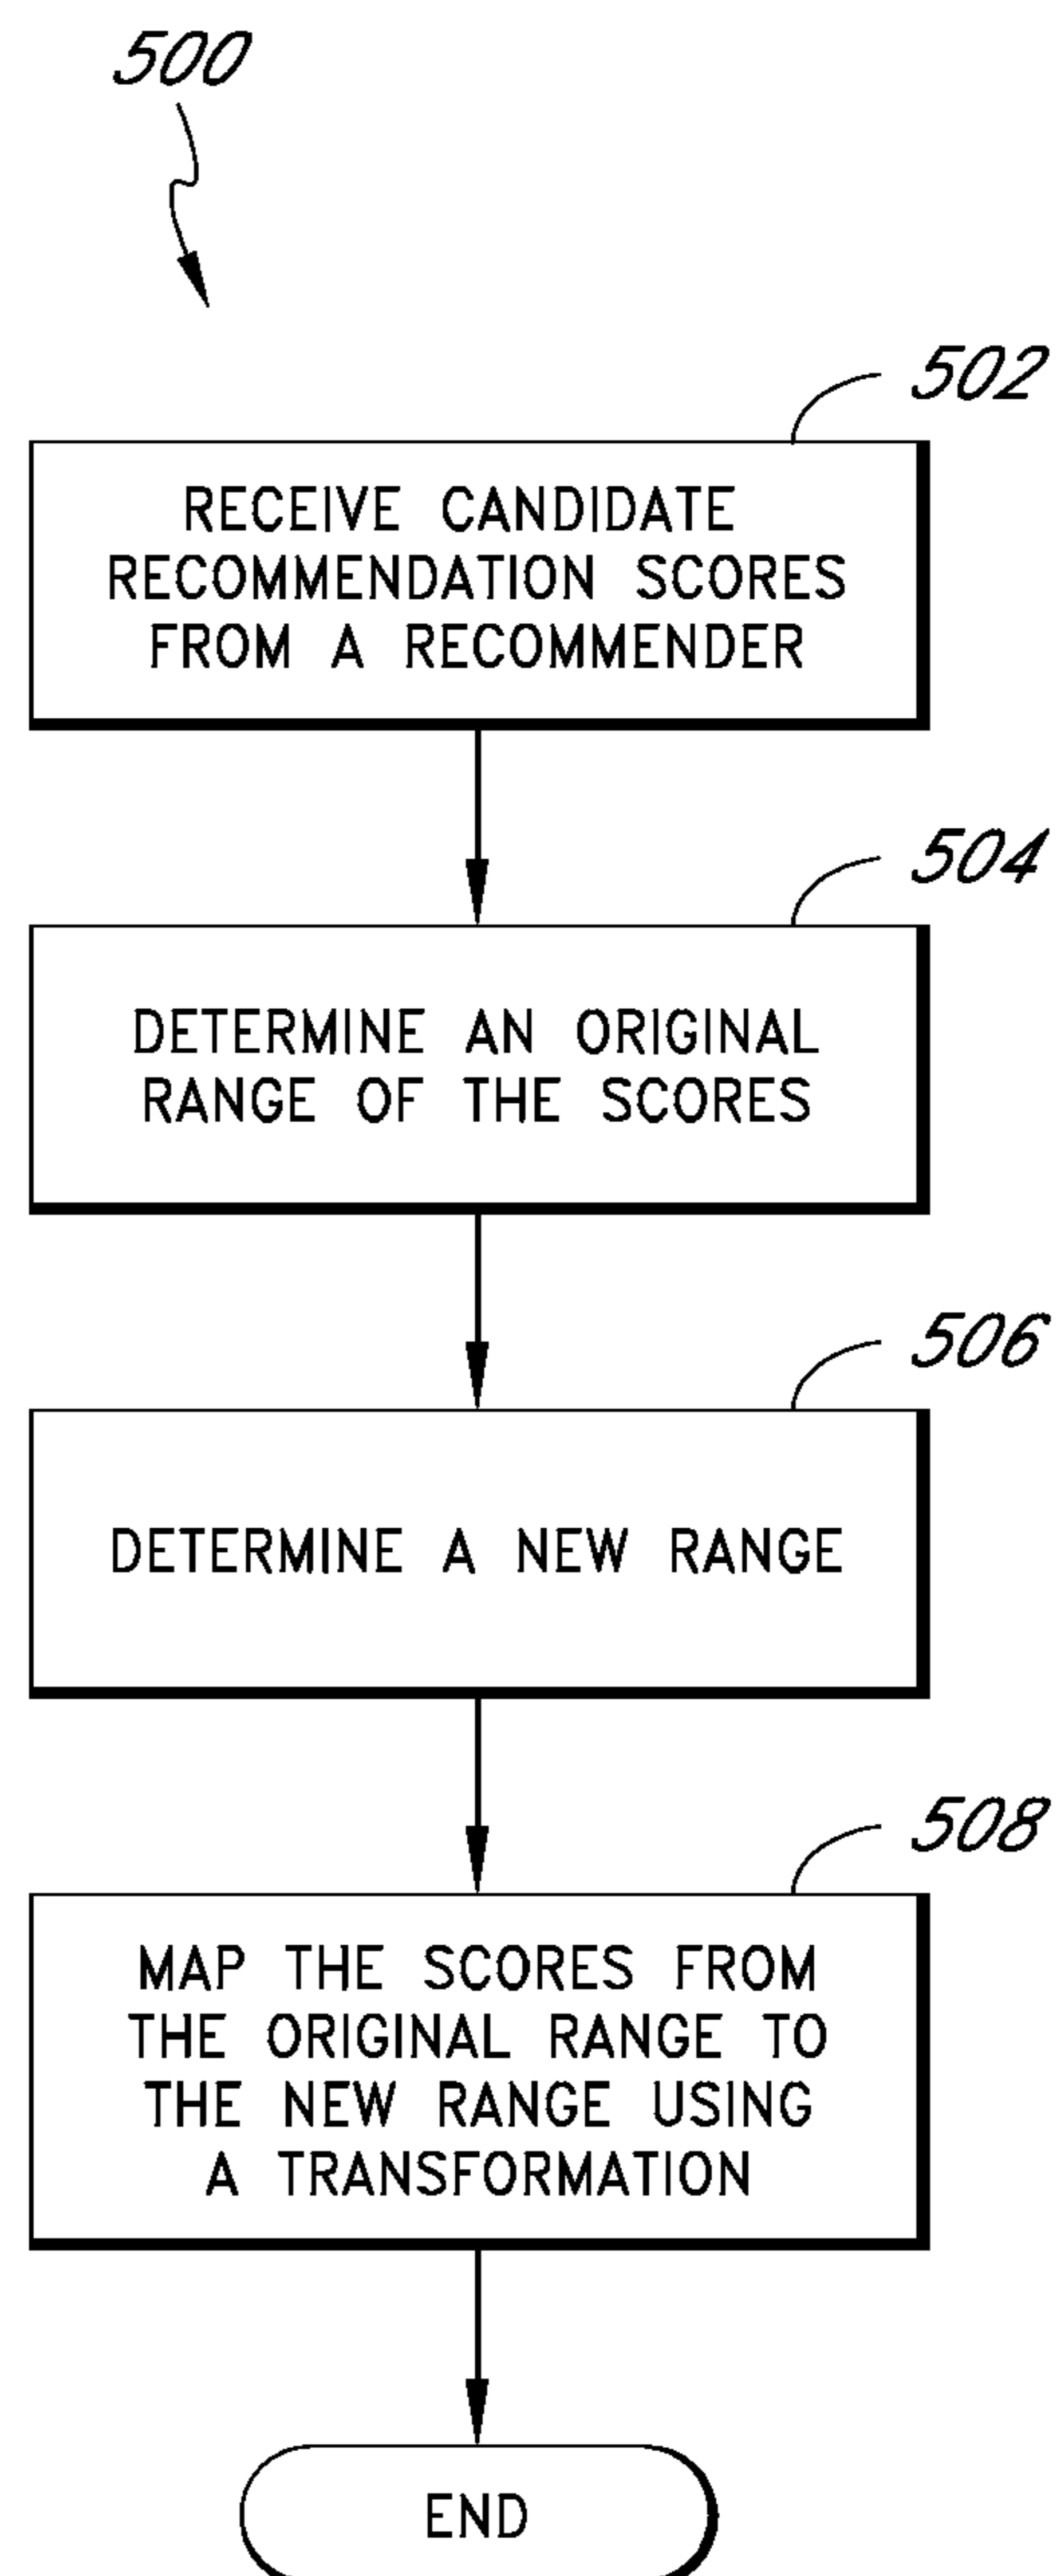 500
502
RECEIVE CANDIDATE
RECOMMENDATION SCORES
FROM A RECOMMENDER
504
DETERMINE AN ORIGINAL
RANGE OF THE SCORES
506
DETERMINE A NEW RANGE
508
MAP THE SCORES FROM
THE ORIGINAL RANGE TO
THE NEW RANGE USING
A TRANSFORMATION
END